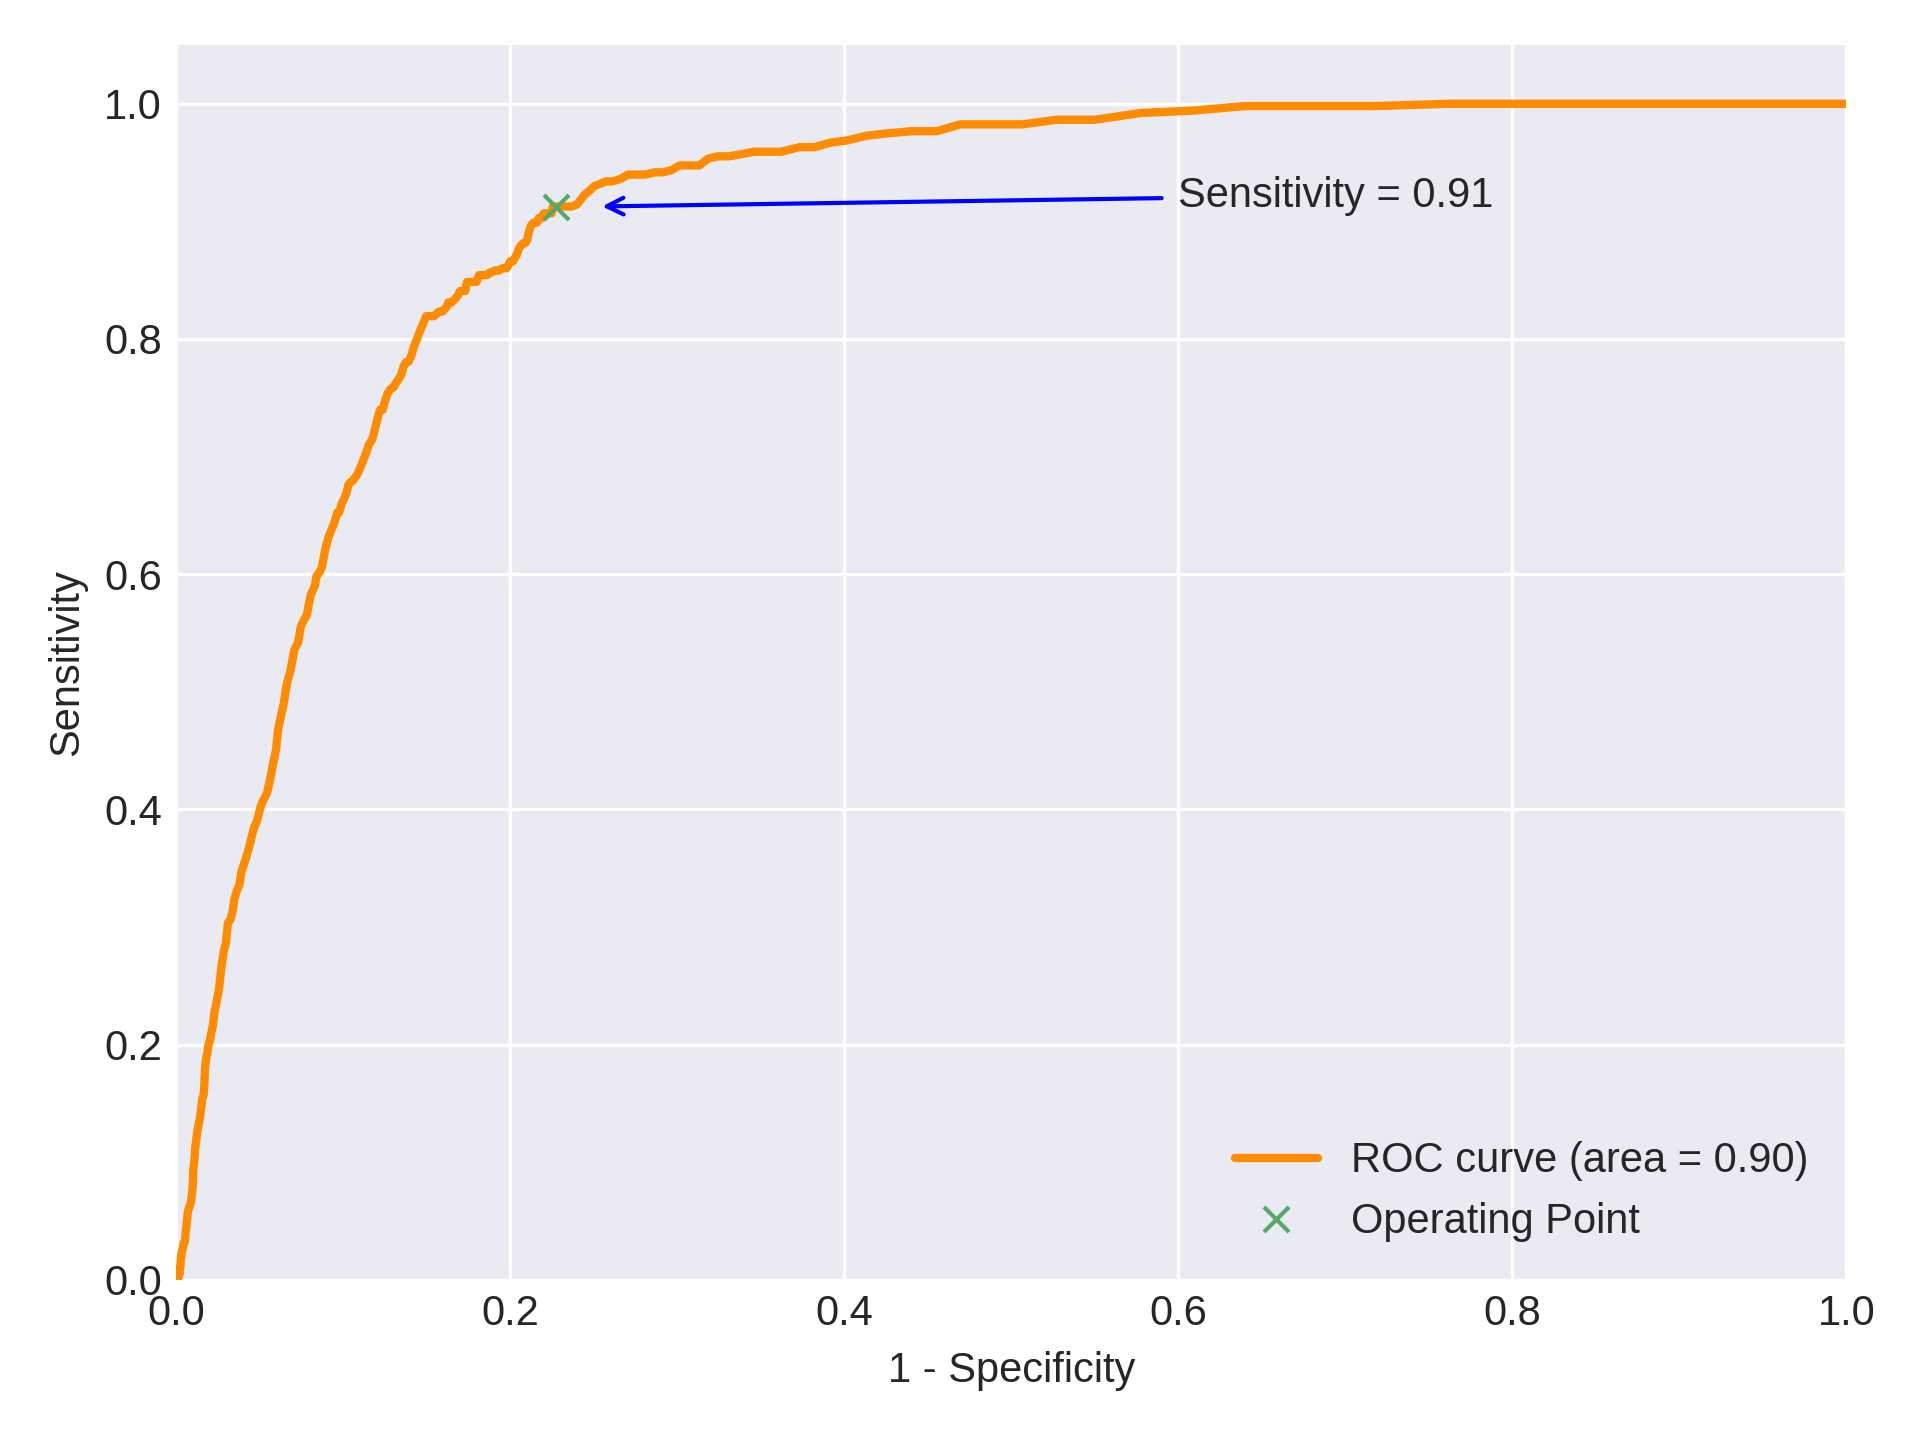 1.0
0.8
0.6
0.4
0.2
0.0
Sensitivity
Sensitivity = 0.91
ROC curve (area = 0.90)
Operating Point
0.0 0.2 0.4 0.6 0.8 1.0
1 - Specificity